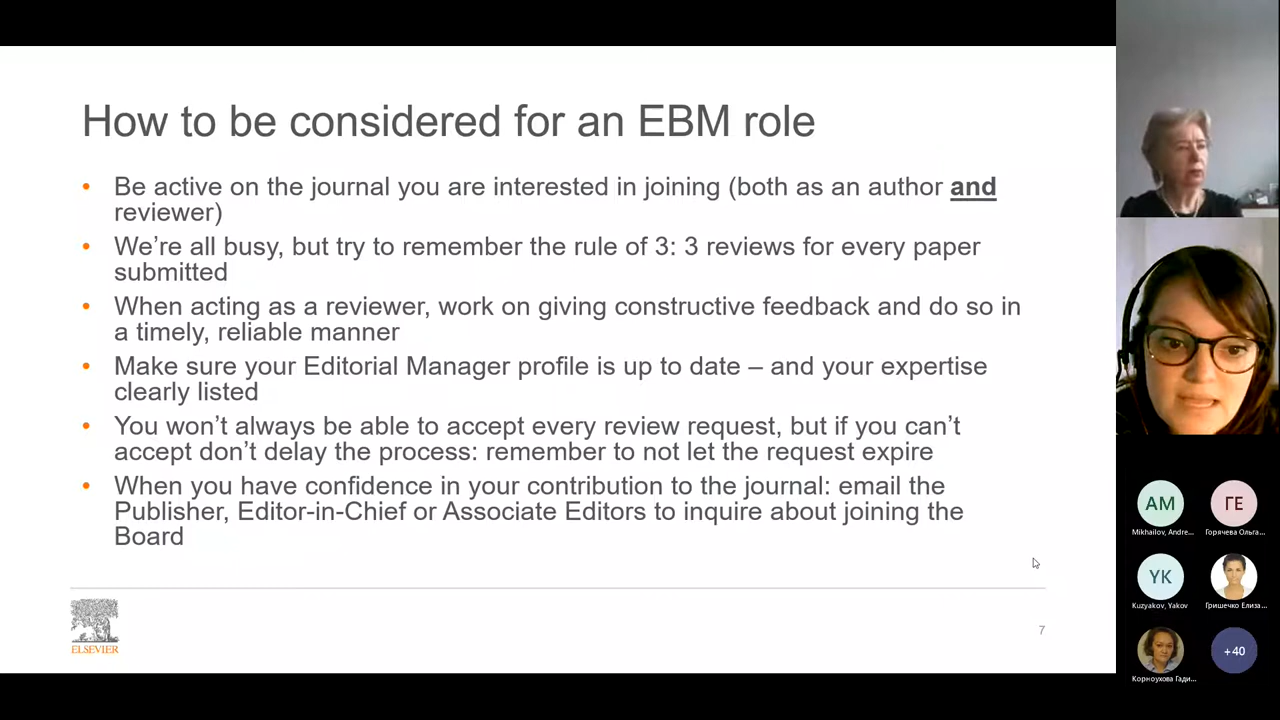 How to be considered for an EBM role
• Be active on the journal you are interested in joining (both as an author and
reviewer)
• We're all busy, but try to remember the rule of 3: 3 reviews for every paper
submitted
• When acting as a reviewer, work on giving constructive feedback and do so in
a timely, reliable manner
• Make sure your Editorial Manager profile is up to date – and your expertise
clearly listed
• You won't always be able to accept every review request, but if you can't
accept don't delay the process: remember to not let the request expire
• When you have confidence in your contribution to the journal: email the
Publisher, Editor-in-Chief or Associate Editors to inquire about joining the
Board
ELSEVIER
7
AM
Mikhailov, Andre...
ГЕ
Горячева Ольга...
YK
Kuzyakov, Yakov
Гришечко Елиза...
Корноухова Гади...
+40